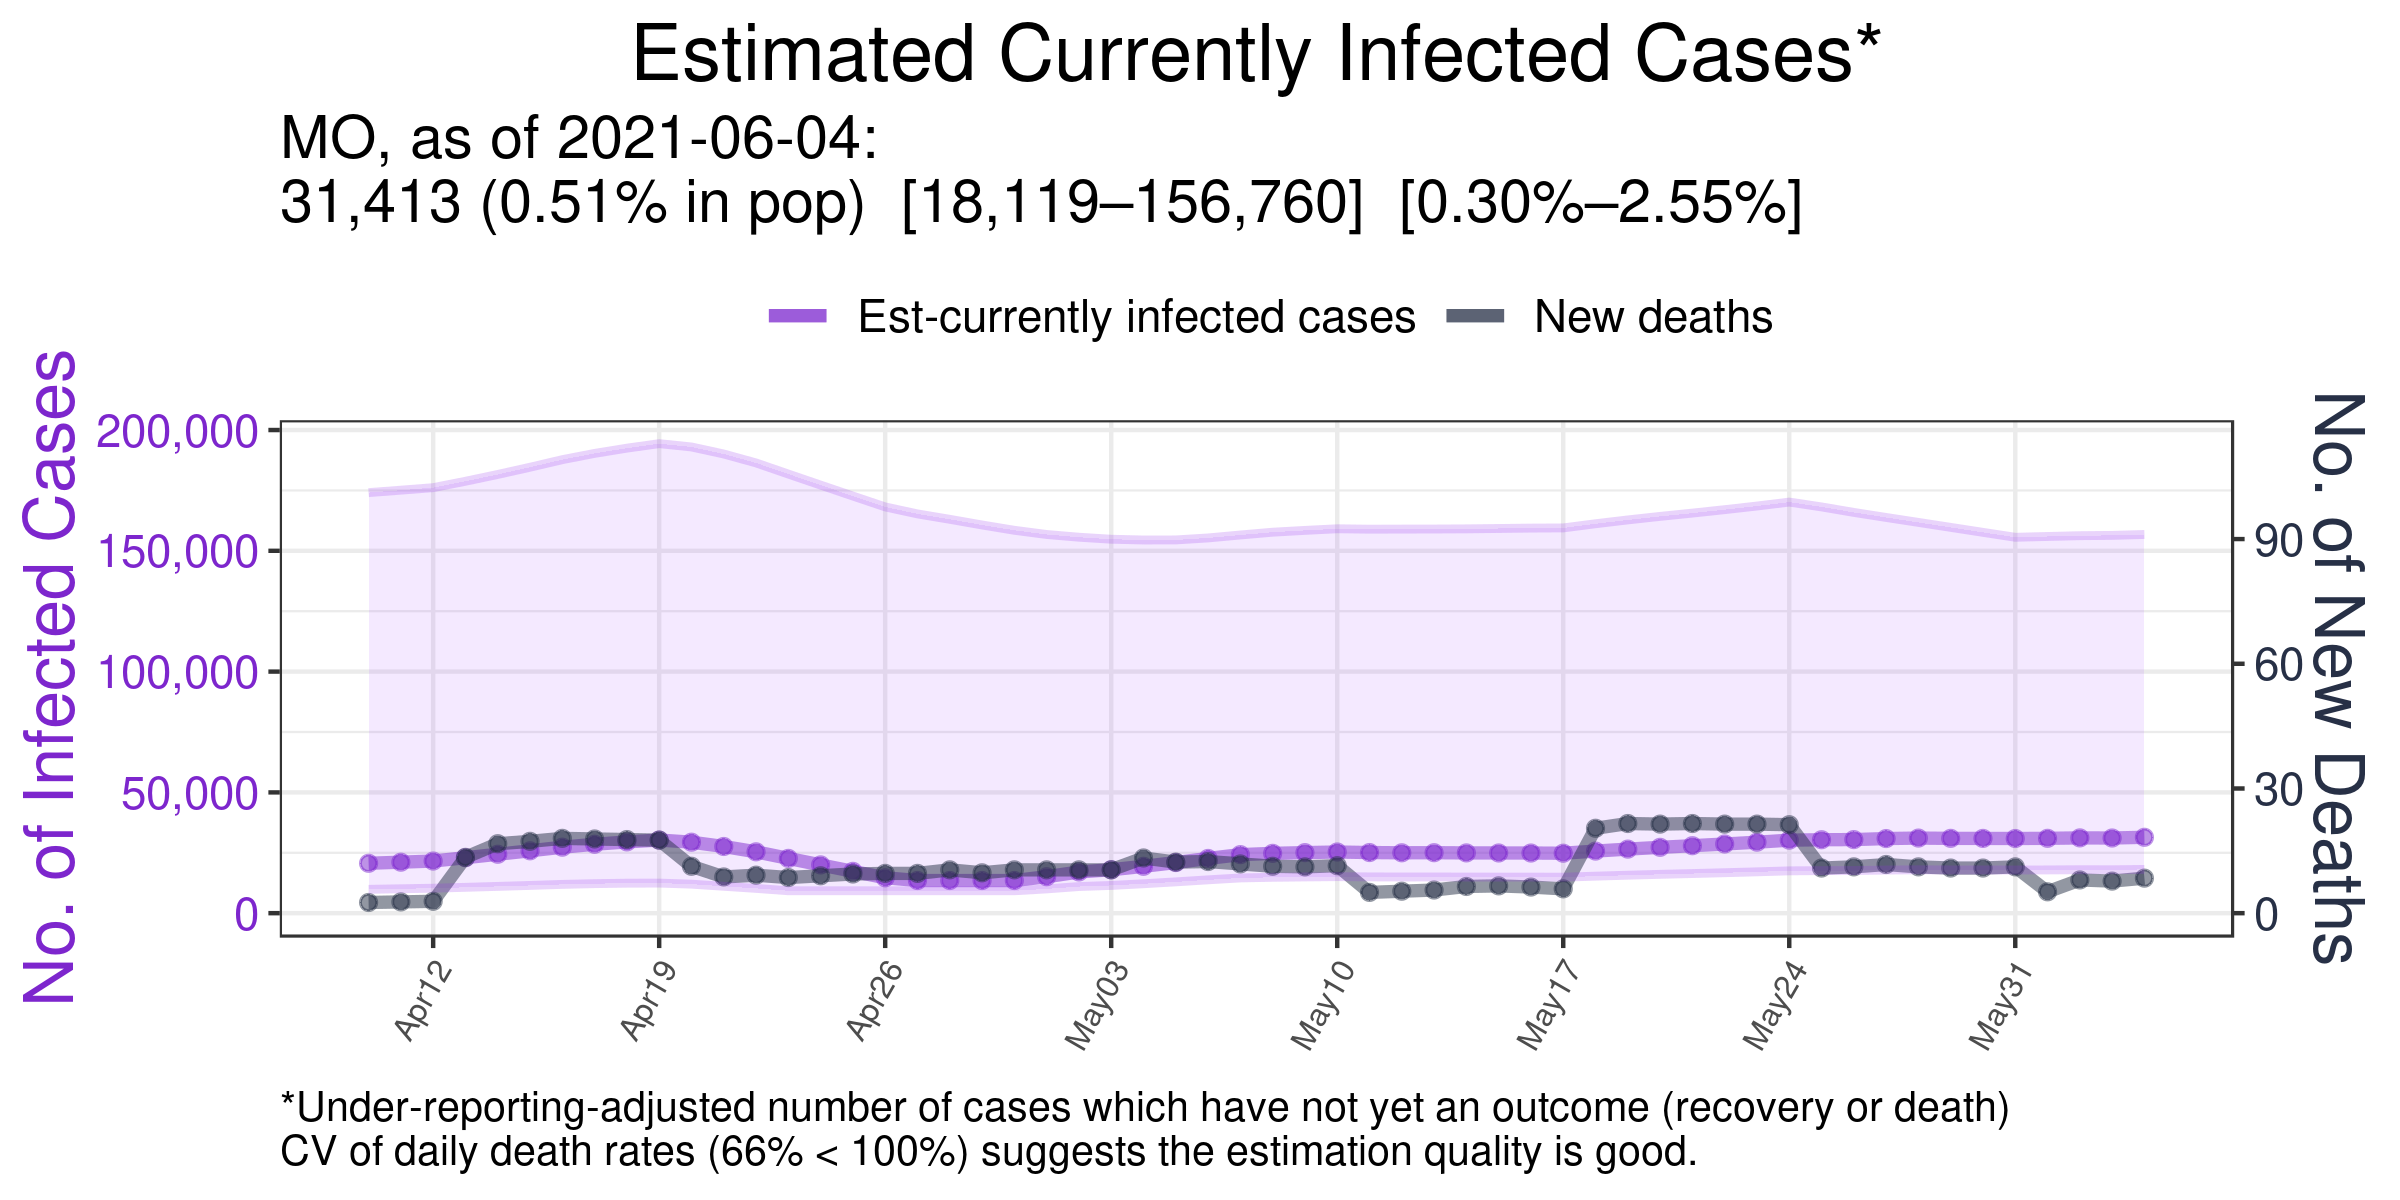 Estimated Currently Infected Cases*
MO, as of 2021-06-04:
31,413 (0.51% in pop)  [18,119–156,760]  [0.30%–2.55%]
Est-currently infected cases
New deaths
No. of Infected Cases
200,000
150,000
100,000
50,000
0
90
60
30
0
No. of New Deaths
Apr12
Apr19
Apr26
May03
May10
May17
May24
May31
*Under-reporting-adjusted number of cases which have not yet an outcome (recovery or death)
CV of daily death rates (66% < 100%) suggests the estimation quality is good.